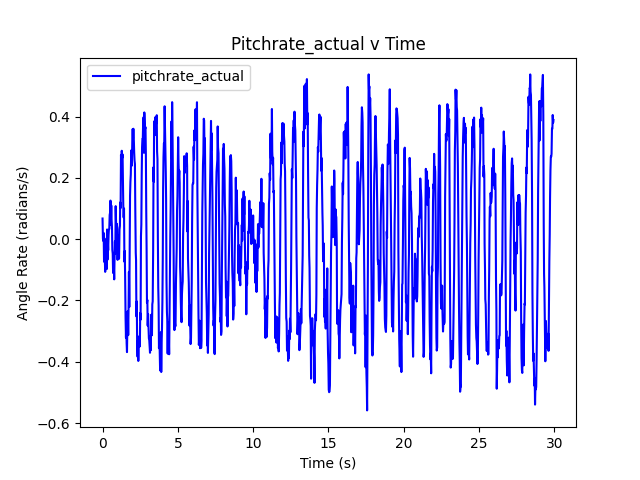 Pitchrate_actual v Time
pitchrate_actual
Angle Rate (radians/s)
0.4
0.2
0.0
−0.2
−0.4
−0.6
0 5 10 15 20 25 30
Time (s)